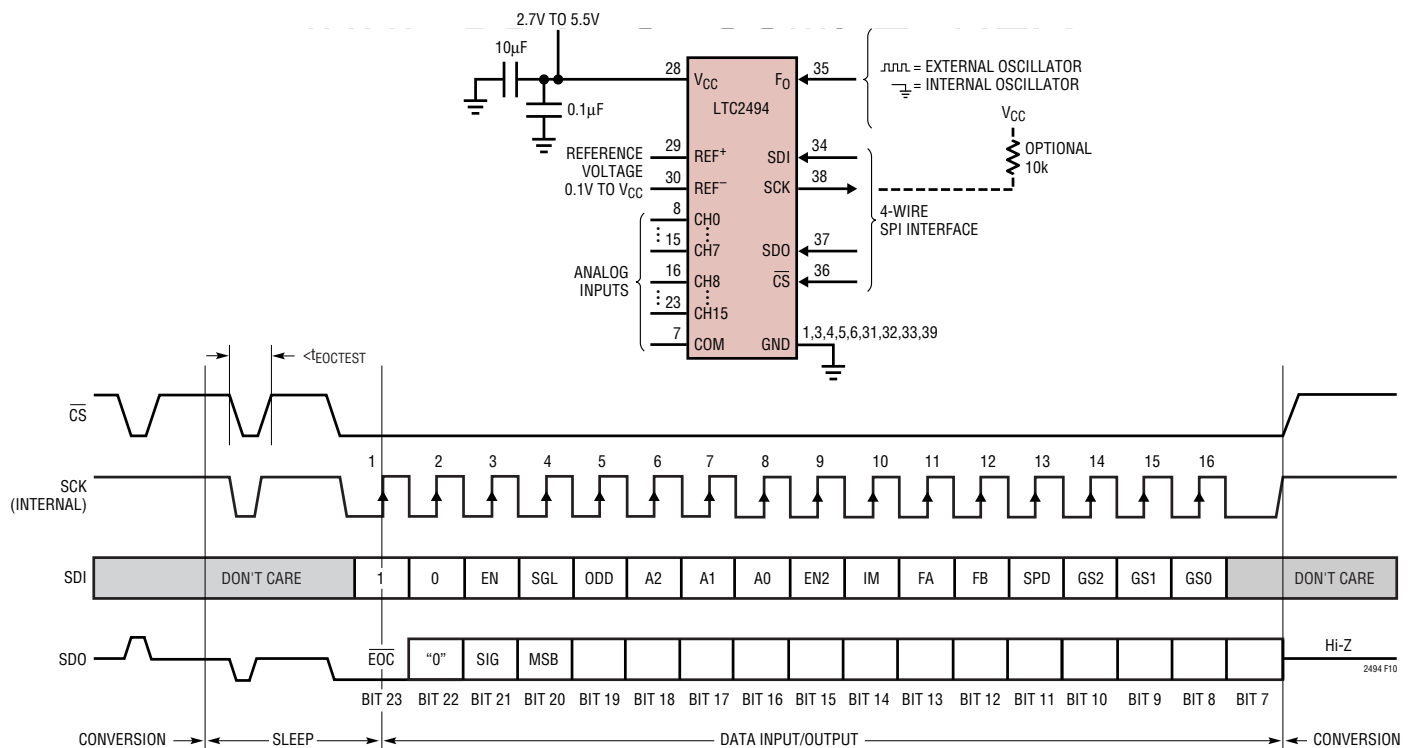 2.7V TO 5.5V
10µF
0.1µF
28
VCC
LTC2494
FO
35
= EXTERNAL OSCILLATOR
= INTERNAL OSCILLATOR
VCC
OPTIONAL
10k
REFERENCE
VOLTAGE
0.1V TO VCC
29
REF+
30
REF–
SDI
34
SCK
38
4-WIRE
SPI INTERFACE
8
CH0
15
CH7
SDO
37
ANALOG
INPUTS
16
CH8
CS
36
23
CH15
7
COM
GND
1,3,4,5,6,31,32,33,39
<tEOCTEST
CS
1 2 3 4 5 6 7 8 9 10 11 12 13 14 15 16
SCK
(INTERNAL)
SDI DON'T CARE 1 0 EN SGL ODD A2 A1 A0 EN2 IM FA FB SPD GS2 GS1 GS0 DON'T CARE
SDO EOC "0" SIG MSB Hi-Z
2494 F10
BIT 23 BIT 22 BIT 21 BIT 20 BIT 19 BIT 18 BIT 17 BIT 16 BIT 15 BIT 14 BIT 13 BIT 12 BIT 11 BIT 10 BIT 9 BIT 8 BIT 7
CONVERSION SLEEP DATA INPUT/OUTPUT CONVERSION